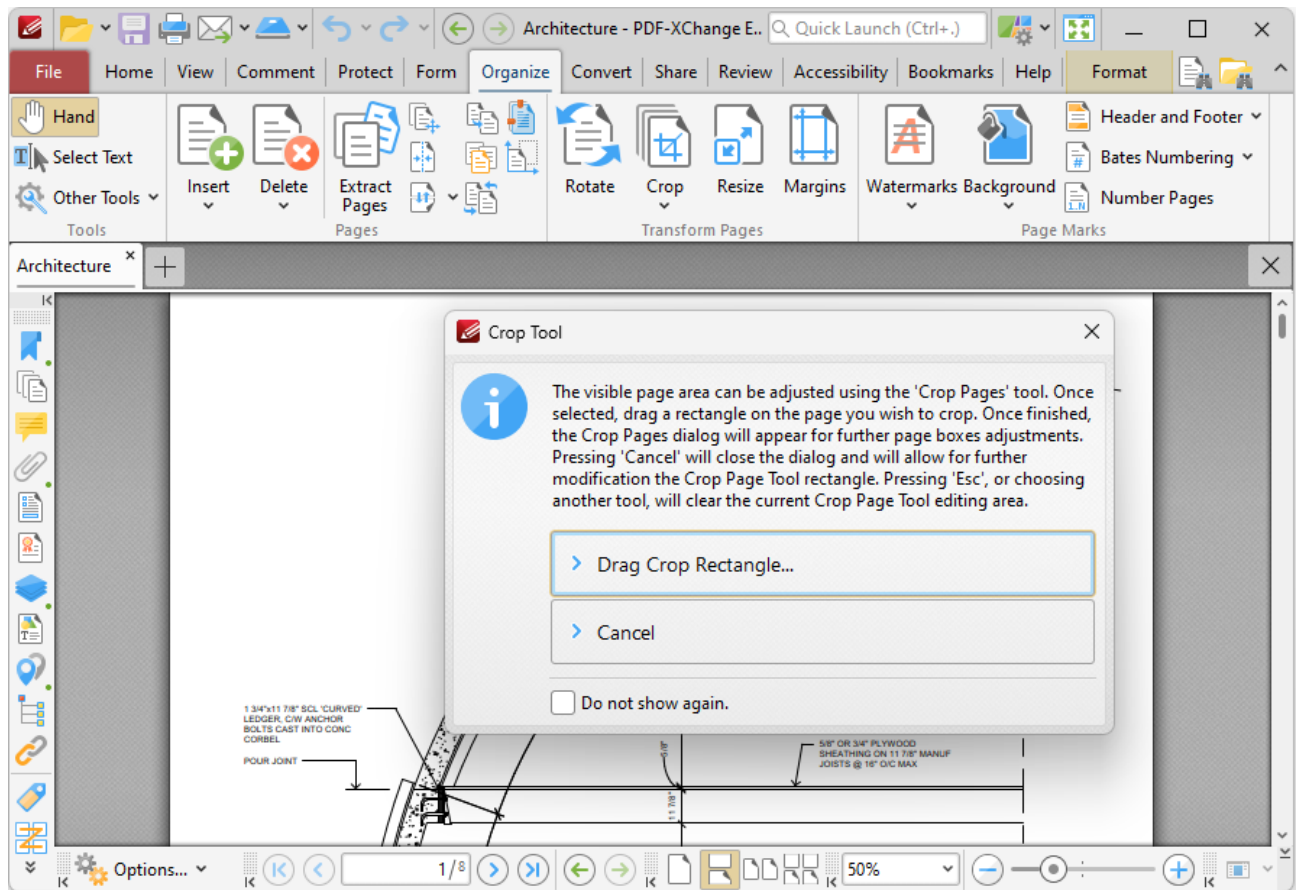 Architecture - PDF-XChange E..
Quick Launch (Ctrl+.)
File Home View Comment Protect Form Organize Convert Share Review Accessibility Bookmarks Help Format
Hand
Select Text
Other Tools
Tools
Insert
Delete
Extract Pages
Pages
Rotate
Crop
Resize
Margins
Transform Pages
Watermarks
Background
Header and Footer
Bates Numbering
Number Pages
Page Marks
Architecture
Crop Tool
The visible page area can be adjusted using the 'Crop Pages' tool. Once
selected, drag a rectangle on the page you wish to crop. Once finished,
the Crop Pages dialog will appear for further page boxes adjustments.
Pressing 'Cancel' will close the dialog and will allow for further
modification the Crop Page Tool rectangle. Pressing 'Esc', or choosing
another tool, will clear the current Crop Page Tool editing area.
Drag Crop Rectangle...
Cancel
Do not show again.
1 3/4"x11 7/8" SCL 'CURVED'
LEDGER, C/W ANCHOR
BOLTS CAST INTO CONC
CORBEL
POUR JOINT
5/8" OR 3/4" PLYWOOD
SHEATHING ON 11 7/8" MANUF
JOISTS @ 16" O/C MAX
5/8"
11 7/8"
Options...
1/8
50%